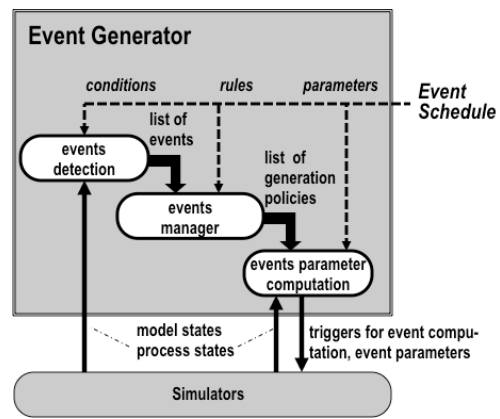 Event Generator
conditions
rules
parameters
Event
Schedule
list of
events
events
detection
list of
generation
policies
events
manager
events parameter
computation
model states
process states
triggers for event compu-
tation, event parameters
Simulators